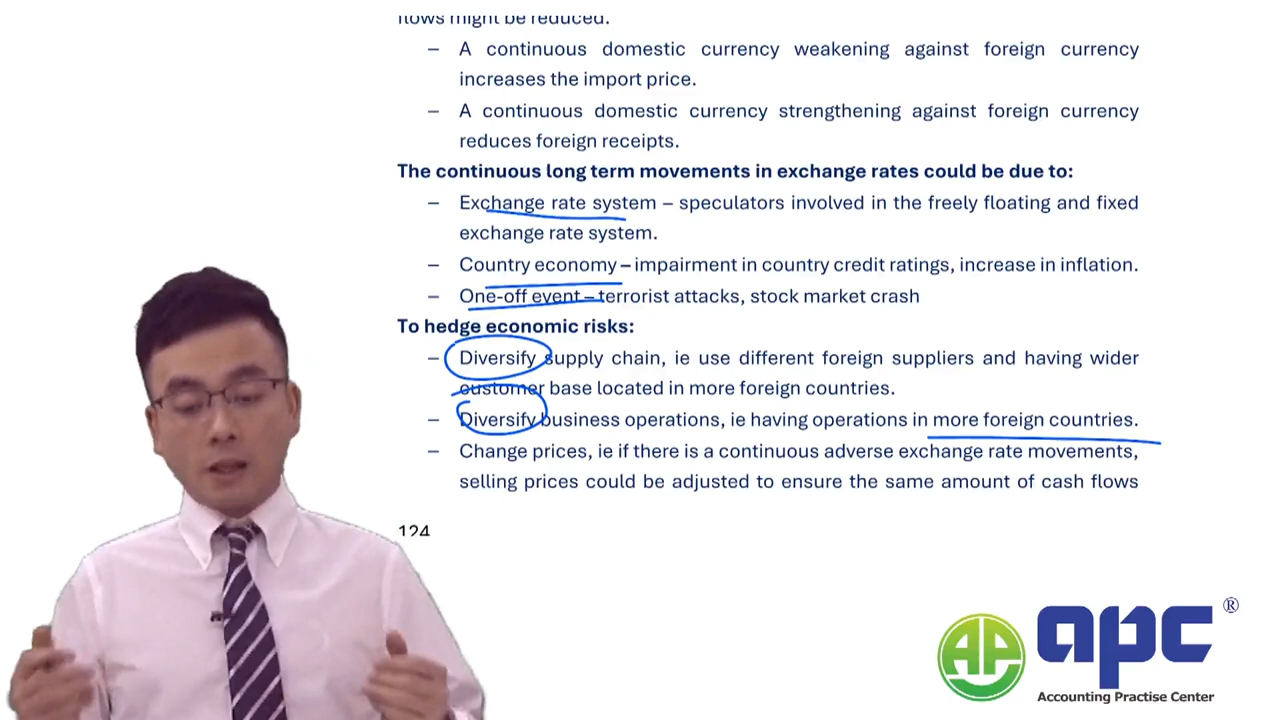 flows might be reduced.
– A continuous domestic currency weakening against foreign currency
increases the import price.
– A continuous domestic currency strengthening against foreign currency
reduces foreign receipts.
The continuous long term movements in exchange rates could be due to:
– Exchange rate system – speculators involved in the freely floating and fixed
exchange rate system.
– Country economy – impairment in country credit ratings, increase in inflation.
– One-off event – terrorist attacks, stock market crash
To hedge economic risks:
– Diversify supply chain, ie use different foreign suppliers and having wider
customer base located in more foreign countries.
– Diversify business operations, ie having operations in more foreign countries.
– Change prices, ie if there is a continuous adverse exchange rate movements,
selling prices could be adjusted to ensure the same amount of cash flows
124
AP
apc ®
Accounting Practise Center